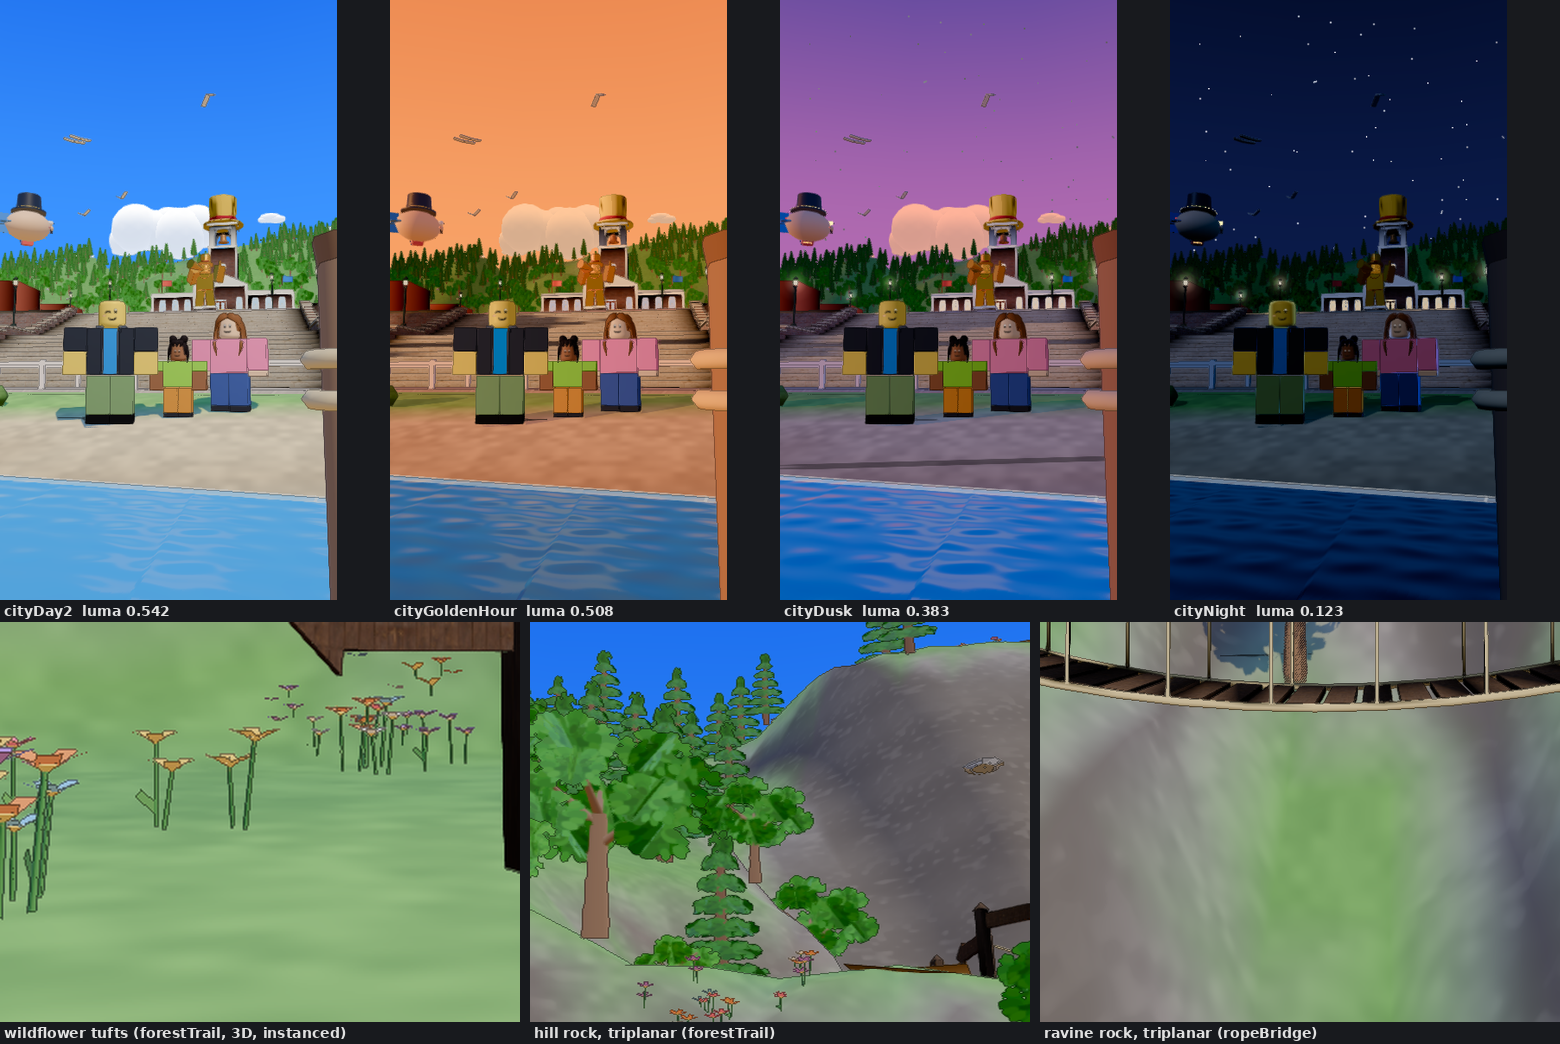 cityDay2 luma 0.542
cityGoldenHour luma 0.508
cityDusk luma 0.383
cityNight luma 0.123
wildflower tufts (forestTrail, 3D, instanced)
hill rock, triplanar (forestTrail)
ravine rock, triplanar (ropeBridge)